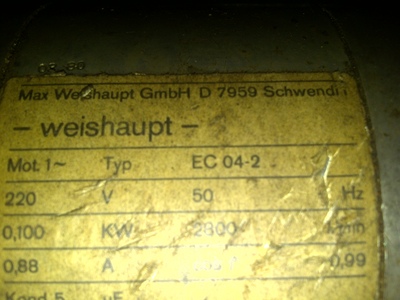 Max Weishaupt GmbH D 7959 Schwendi
– weishaupt –
Mot. 1~ Typ EC 04-2
220 V 50 Hz
0,100 KW 2800 1/min
0,88 A 0,99
Kond. 5 µF